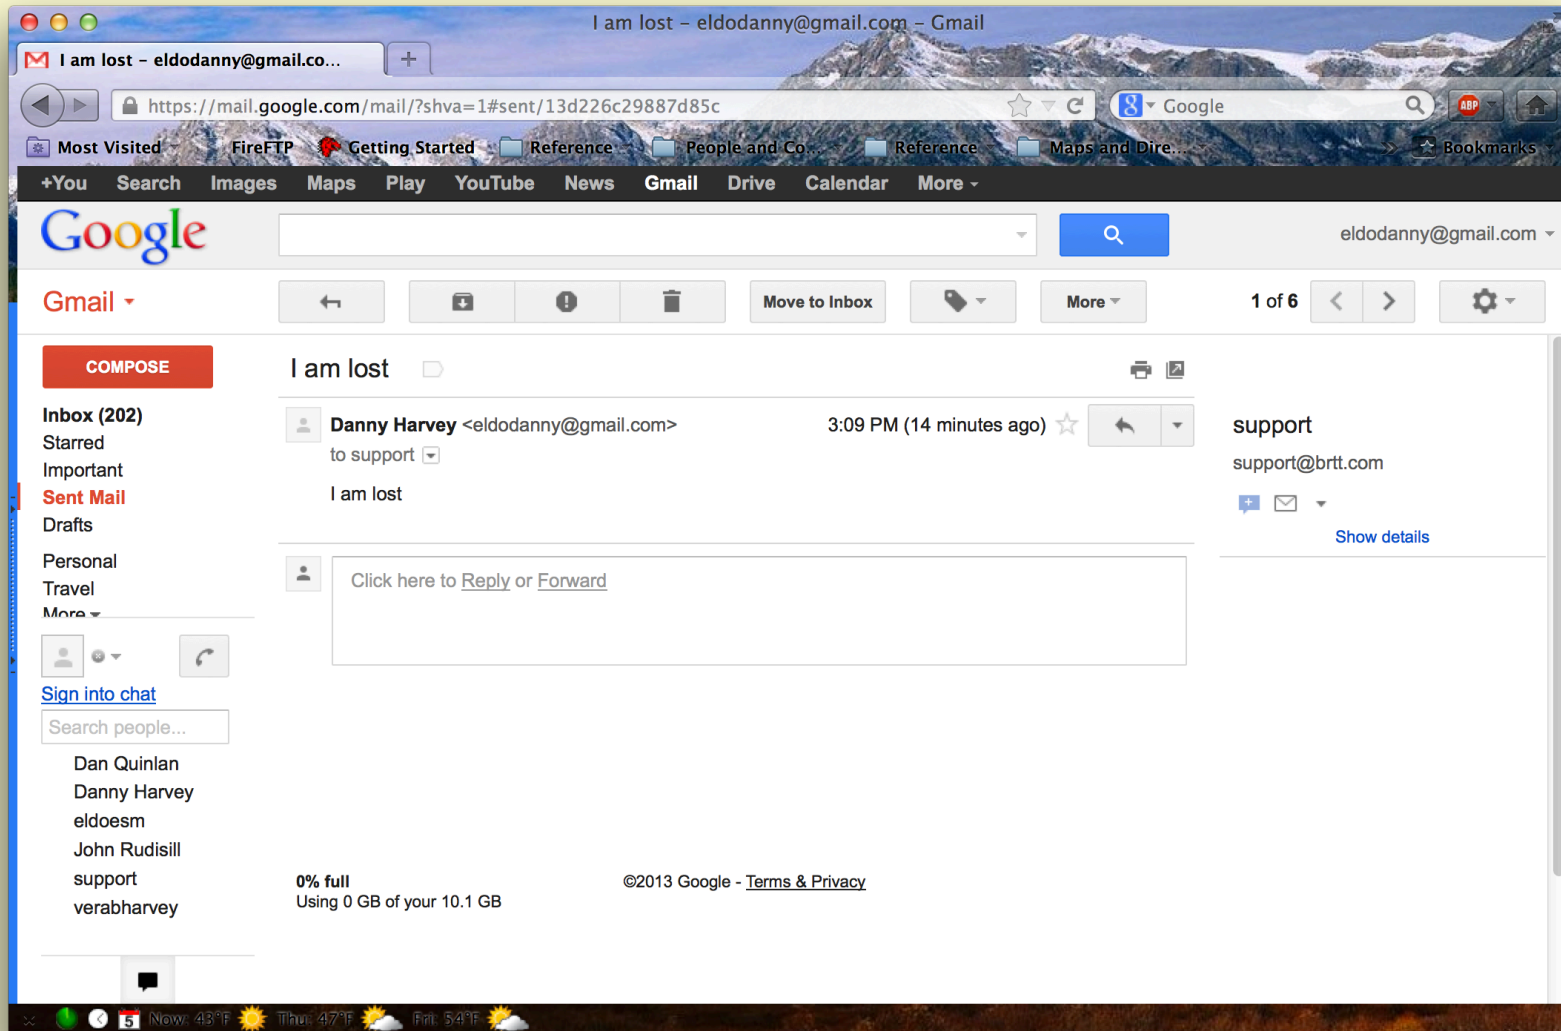 I am lost – eldodanny@gmail.com – Gmail
I am lost – eldodanny@gmail.co...
https://mail.google.com/mail/?shva=1#sent/13d226c29887d85c
Google
ABP
Most Visited FireFTP Getting Started Reference People and Co... Reference Maps and Dire... Bookmarks
+You Search Images Maps Play YouTube News Gmail Drive Calendar More
Google
eldodanny@gmail.com
Gmail
Move to Inbox
More
1 of 6
COMPOSE
Inbox (202)
Starred
Important
Sent Mail
Drafts
Personal
Travel
More
Sign into chat
Search people...
Dan Quinlan
Danny Harvey
eldoesm
John Rudisill
support
verabharvey
I am lost
Danny Harvey <eldodanny@gmail.com>
3:09 PM (14 minutes ago)
to support
I am lost
Click here to Reply or Forward
support
support@brtt.com
Show details
0% full
Using 0 GB of your 10.1 GB
©2013 Google - Terms & Privacy
5 Now: 43°F Thu: 47°F Fri: 54°F